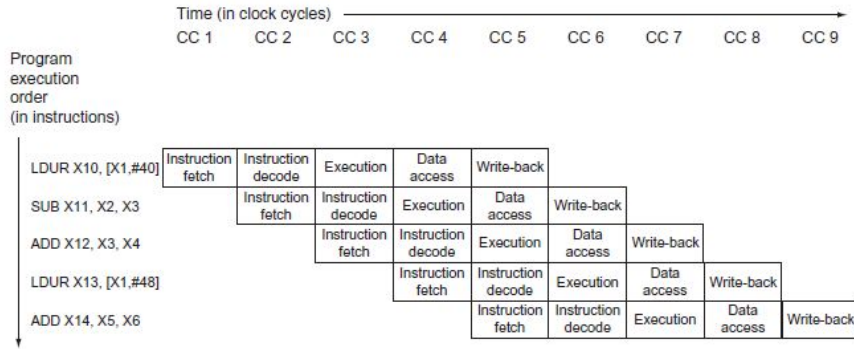 Time (in clock cycles)
CC 1 CC 2 CC 3 CC 4 CC 5 CC 6 CC 7 CC 8 CC 9
Program
execution
order
(in instructions)
LDUR X10, [X1,#40] Instruction fetch Instruction decode Execution Data access Write-back
SUB X11, X2, X3 Instruction fetch Instruction decode Execution Data access Write-back
ADD X12, X3, X4 Instruction fetch Instruction decode Execution Data access Write-back
LDUR X13, [X1,#48] Instruction fetch Instruction decode Execution Data access Write-back
ADD X14, X5, X6 Instruction fetch Instruction decode Execution Data access Write-back